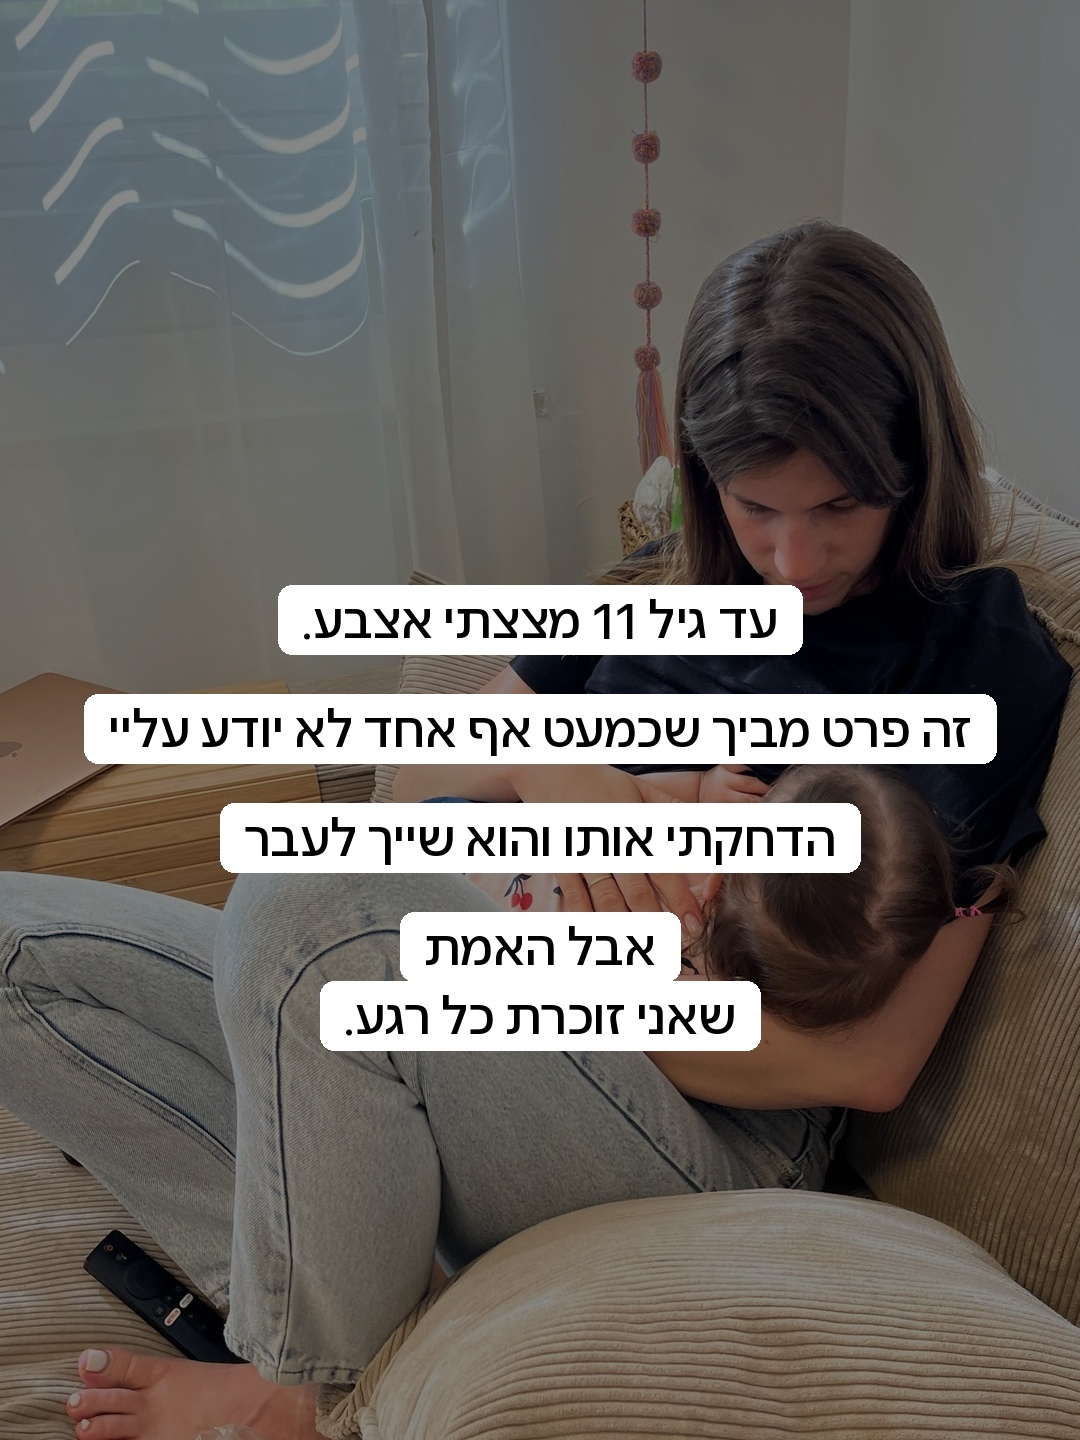 עד גיל 11 מצצתי אצבע.
זה פרט מביך שכמעט אף אחד לא יודע עליי
הדחקתי אותו והוא שייך לעבר
אבל האמת
שאני זוכרת כל רגע.